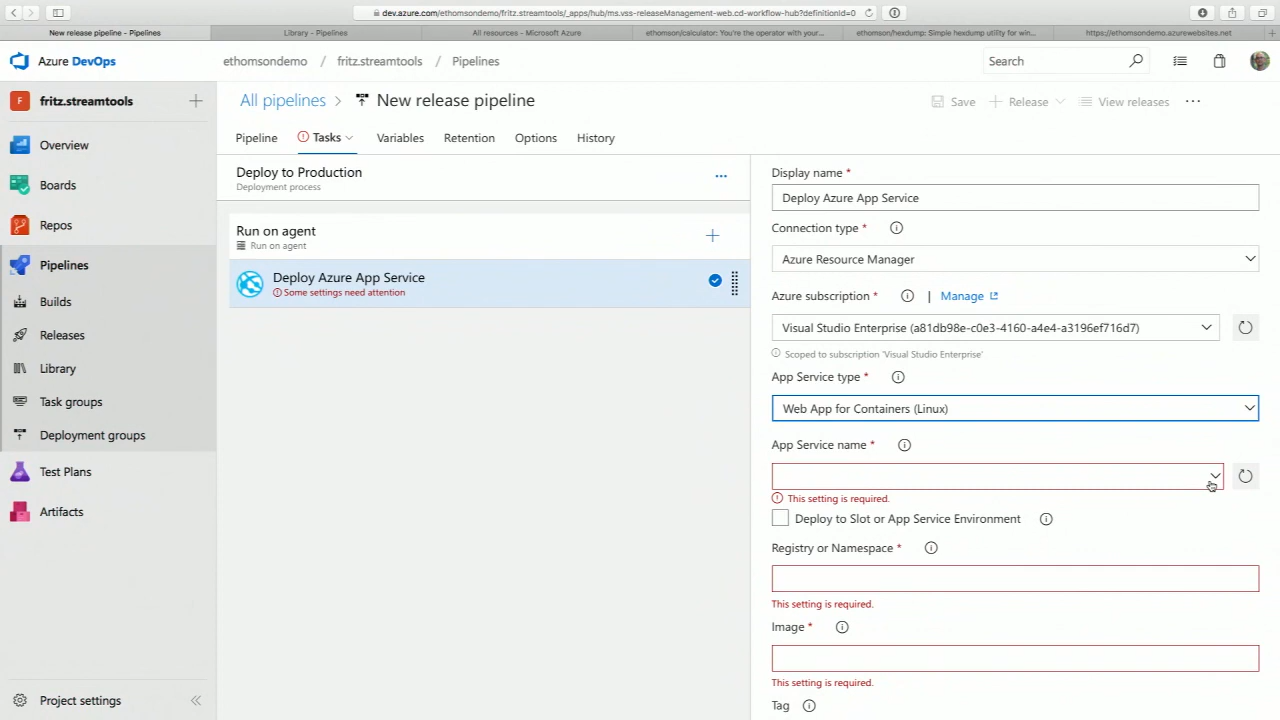 dev.azure.com/ethomsondemo/fritz.streamtools/_apps/hub/ms.vss-releaseManagement-web.cd-workflow-hub?definitionId=0
New release pipeline - Pipelines
Library - Pipelines
All resources - Microsoft Azure
ethomson/calculator: You're the operator with your...
ethomson/hexdump: Simple hexdump utility for win...
https://ethomsondemo.azurewebsites.net
Azure DevOps
ethomsondemo / fritz.streamtools / Pipelines
Search
F fritz.streamtools
All pipelines > New release pipeline
Save
Release
View releases
...
Pipeline
Tasks
Variables
Retention
Options
History
Overview
Boards
Repos
Pipelines
Builds
Releases
Library
Task groups
Deployment groups
Test Plans
Artifacts
Project settings
Deploy to Production
Deployment process
...
Run on agent
Run on agent
Deploy Azure App Service
Some settings need attention
Display name *
Deploy Azure App Service
Connection type *
Azure Resource Manager
Azure subscription * | Manage
Visual Studio Enterprise (a81db98e-c0e3-4160-a4e4-a3196ef716d7)
Scoped to subscription 'Visual Studio Enterprise'
App Service type *
Web App for Containers (Linux)
App Service name *
This setting is required.
Deploy to Slot or App Service Environment
Registry or Namespace *
This setting is required.
Image *
This setting is required.
Tag